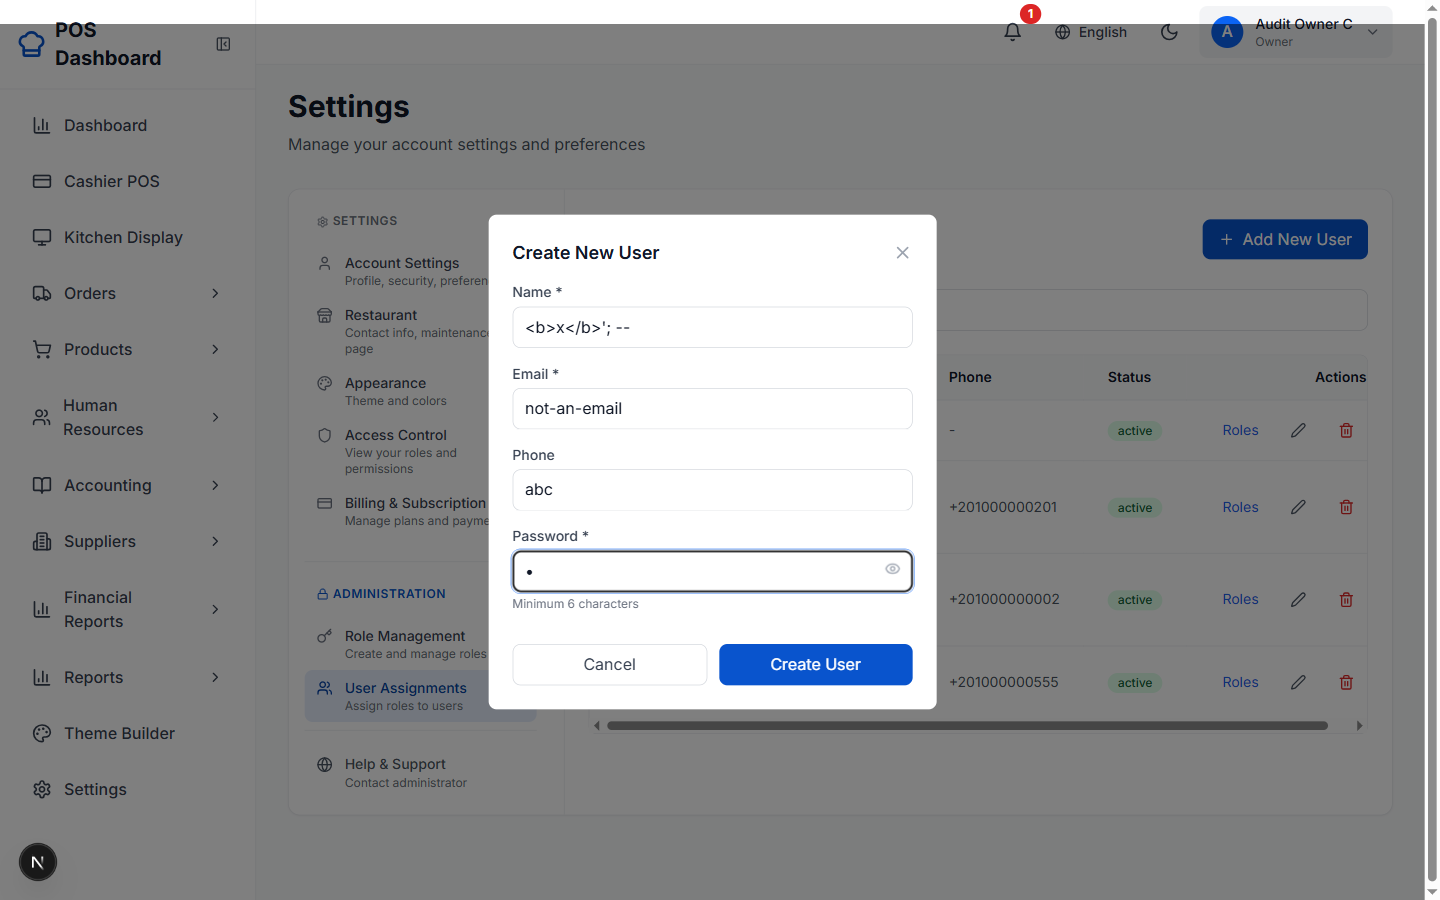 POS
Dashboard
1
English
A
Audit Owner C
Owner
Dashboard
Cashier POS
Kitchen Display
Orders
Products
Human
Resources
Accounting
Suppliers
Financial
Reports
Reports
Theme Builder
Settings
N
Settings
Manage your account settings and preferences
SETTINGS
Account Settings
Profile, security, preferen
Restaurant
Contact info, maintenance
page
Appearance
Theme and colors
Access Control
View your roles and
permissions
Billing & Subscription
Manage plans and payme
ADMINISTRATION
Role Management
Create and manage roles
User Assignments
Assign roles to users
Help & Support
Contact administrator
+ Add New User
Phone Status Actions
- active Roles
+201000000201 active Roles
+201000000002 active Roles
+201000000555 active Roles
Create New User
Name *
<b>x</b>'; --
Email *
not-an-email
Phone
abc
Password *
•
Minimum 6 characters
Cancel
Create User